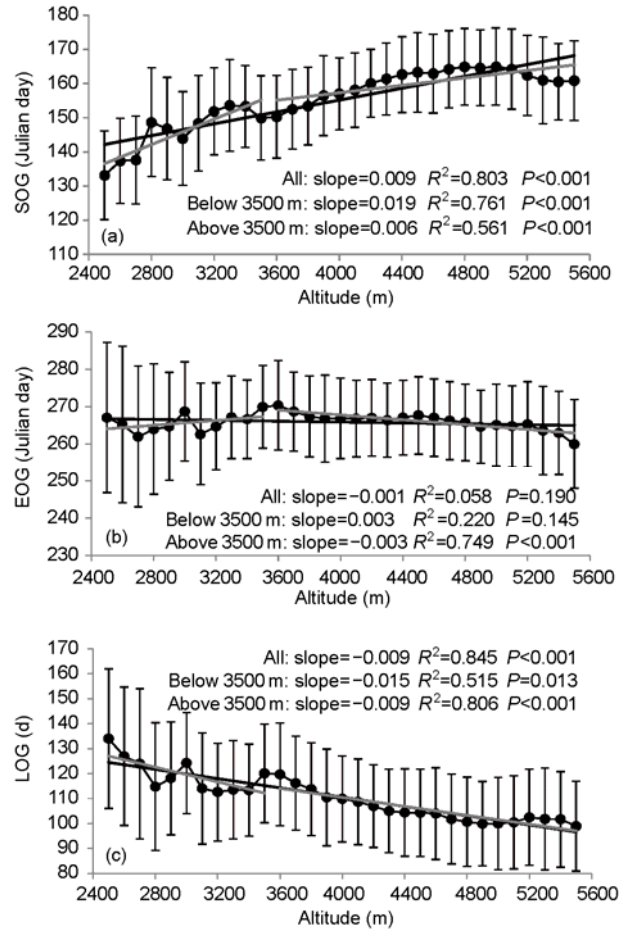 170
160
150
140
130
120
110
SOG (Julian day)
All: slope=0.009 R²=0.803 P<0.001
Below 3500 m: slope=0.019 R²=0.761 P<0.001
Above 3500 m: slope=0.006 R²=0.561 P<0.001
(a)
2400 2800 3200 3600 4000 4400 4800 5200 5600
Altitude (m)
290
280
270
260
250
240
230
EOG (Julian day)
All: slope=−0.001 R²=0.058 P=0.190
Below 3500 m: slope=0.003 R²=0.220 P=0.145
Above 3500 m: slope=−0.003 R²=0.749 P<0.001
(b)
2400 2800 3200 3600 4000 4400 4800 5200 5600
Altitude (m)
170
160
150
140
130
120
110
100
90
80
LOG (d)
All: slope=−0.009 R²=0.845 P<0.001
Below 3500 m: slope=−0.015 R²=0.515 P=0.013
Above 3500 m: slope=−0.009 R²=0.806 P<0.001
(c)
2400 2800 3200 3600 4000 4400 4800 5200 5600
Altitude (m)